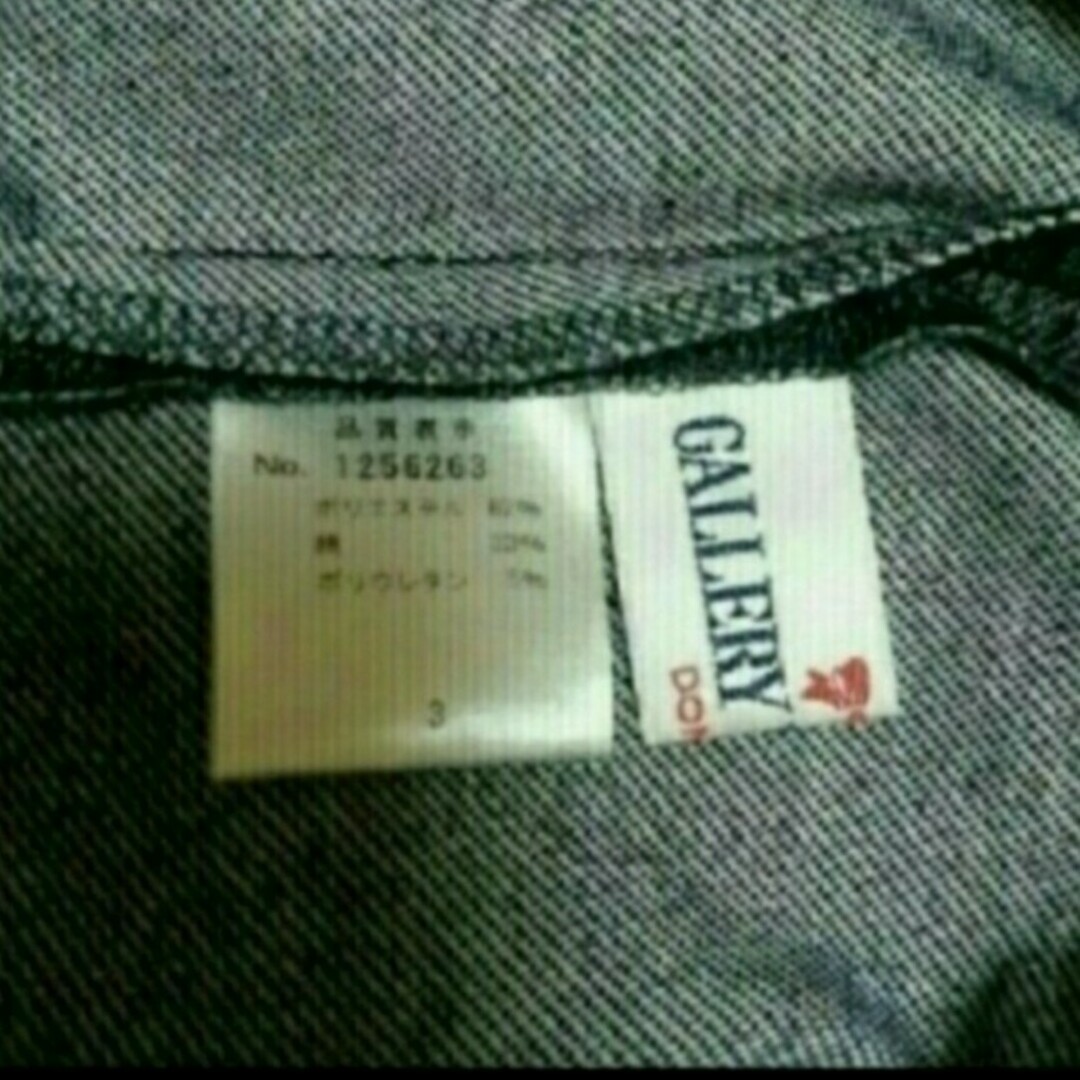 品質表示
No. 1256263
ポリエステル
綿
ポリウレタン
3
GALLERY